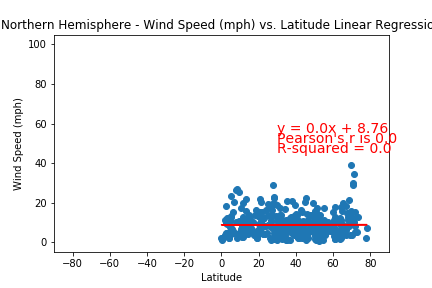 Northern Hemisphere - Wind Speed (mph) vs. Latitude Linear Regressio
100
80
60
40
20
0
Wind Speed (mph)
y = 0.0x + 8.76
Pearson's r is 0.0
R-squared = 0.0
−80
−60
−40
−20
0
20
40
60
80
Latitude